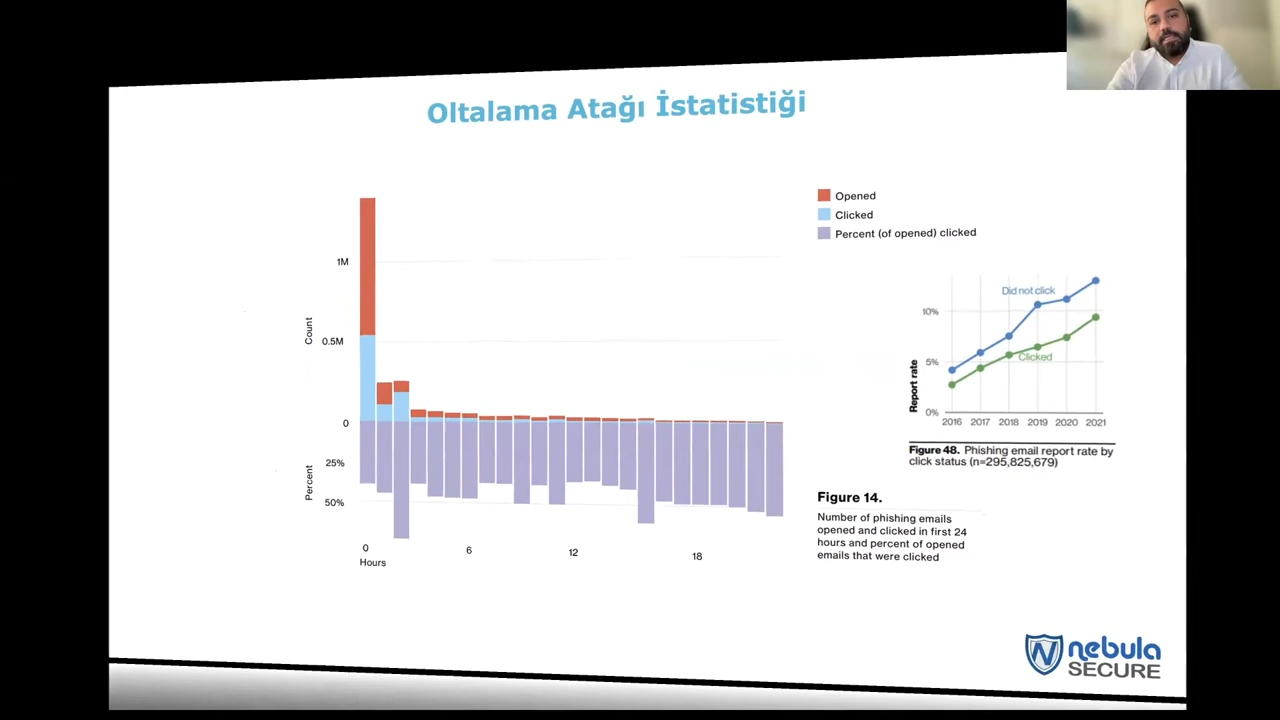 Oltalama Atağı İstatistiği
Opened
Clicked
Percent (of opened) clicked
1M
0.5M
0
25%
50%
Count
Percent
0
6
12
18
Hours
Did not click
Clicked
10%
5%
0%
Report rate
2016 2017 2018 2019 2020 2021
Figure 48. Phishing email report rate by
click status (n=295,825,679)
Figure 14.
Number of phishing emails
opened and clicked in first 24
hours and percent of opened
emails that were clicked
nebula
SECURE